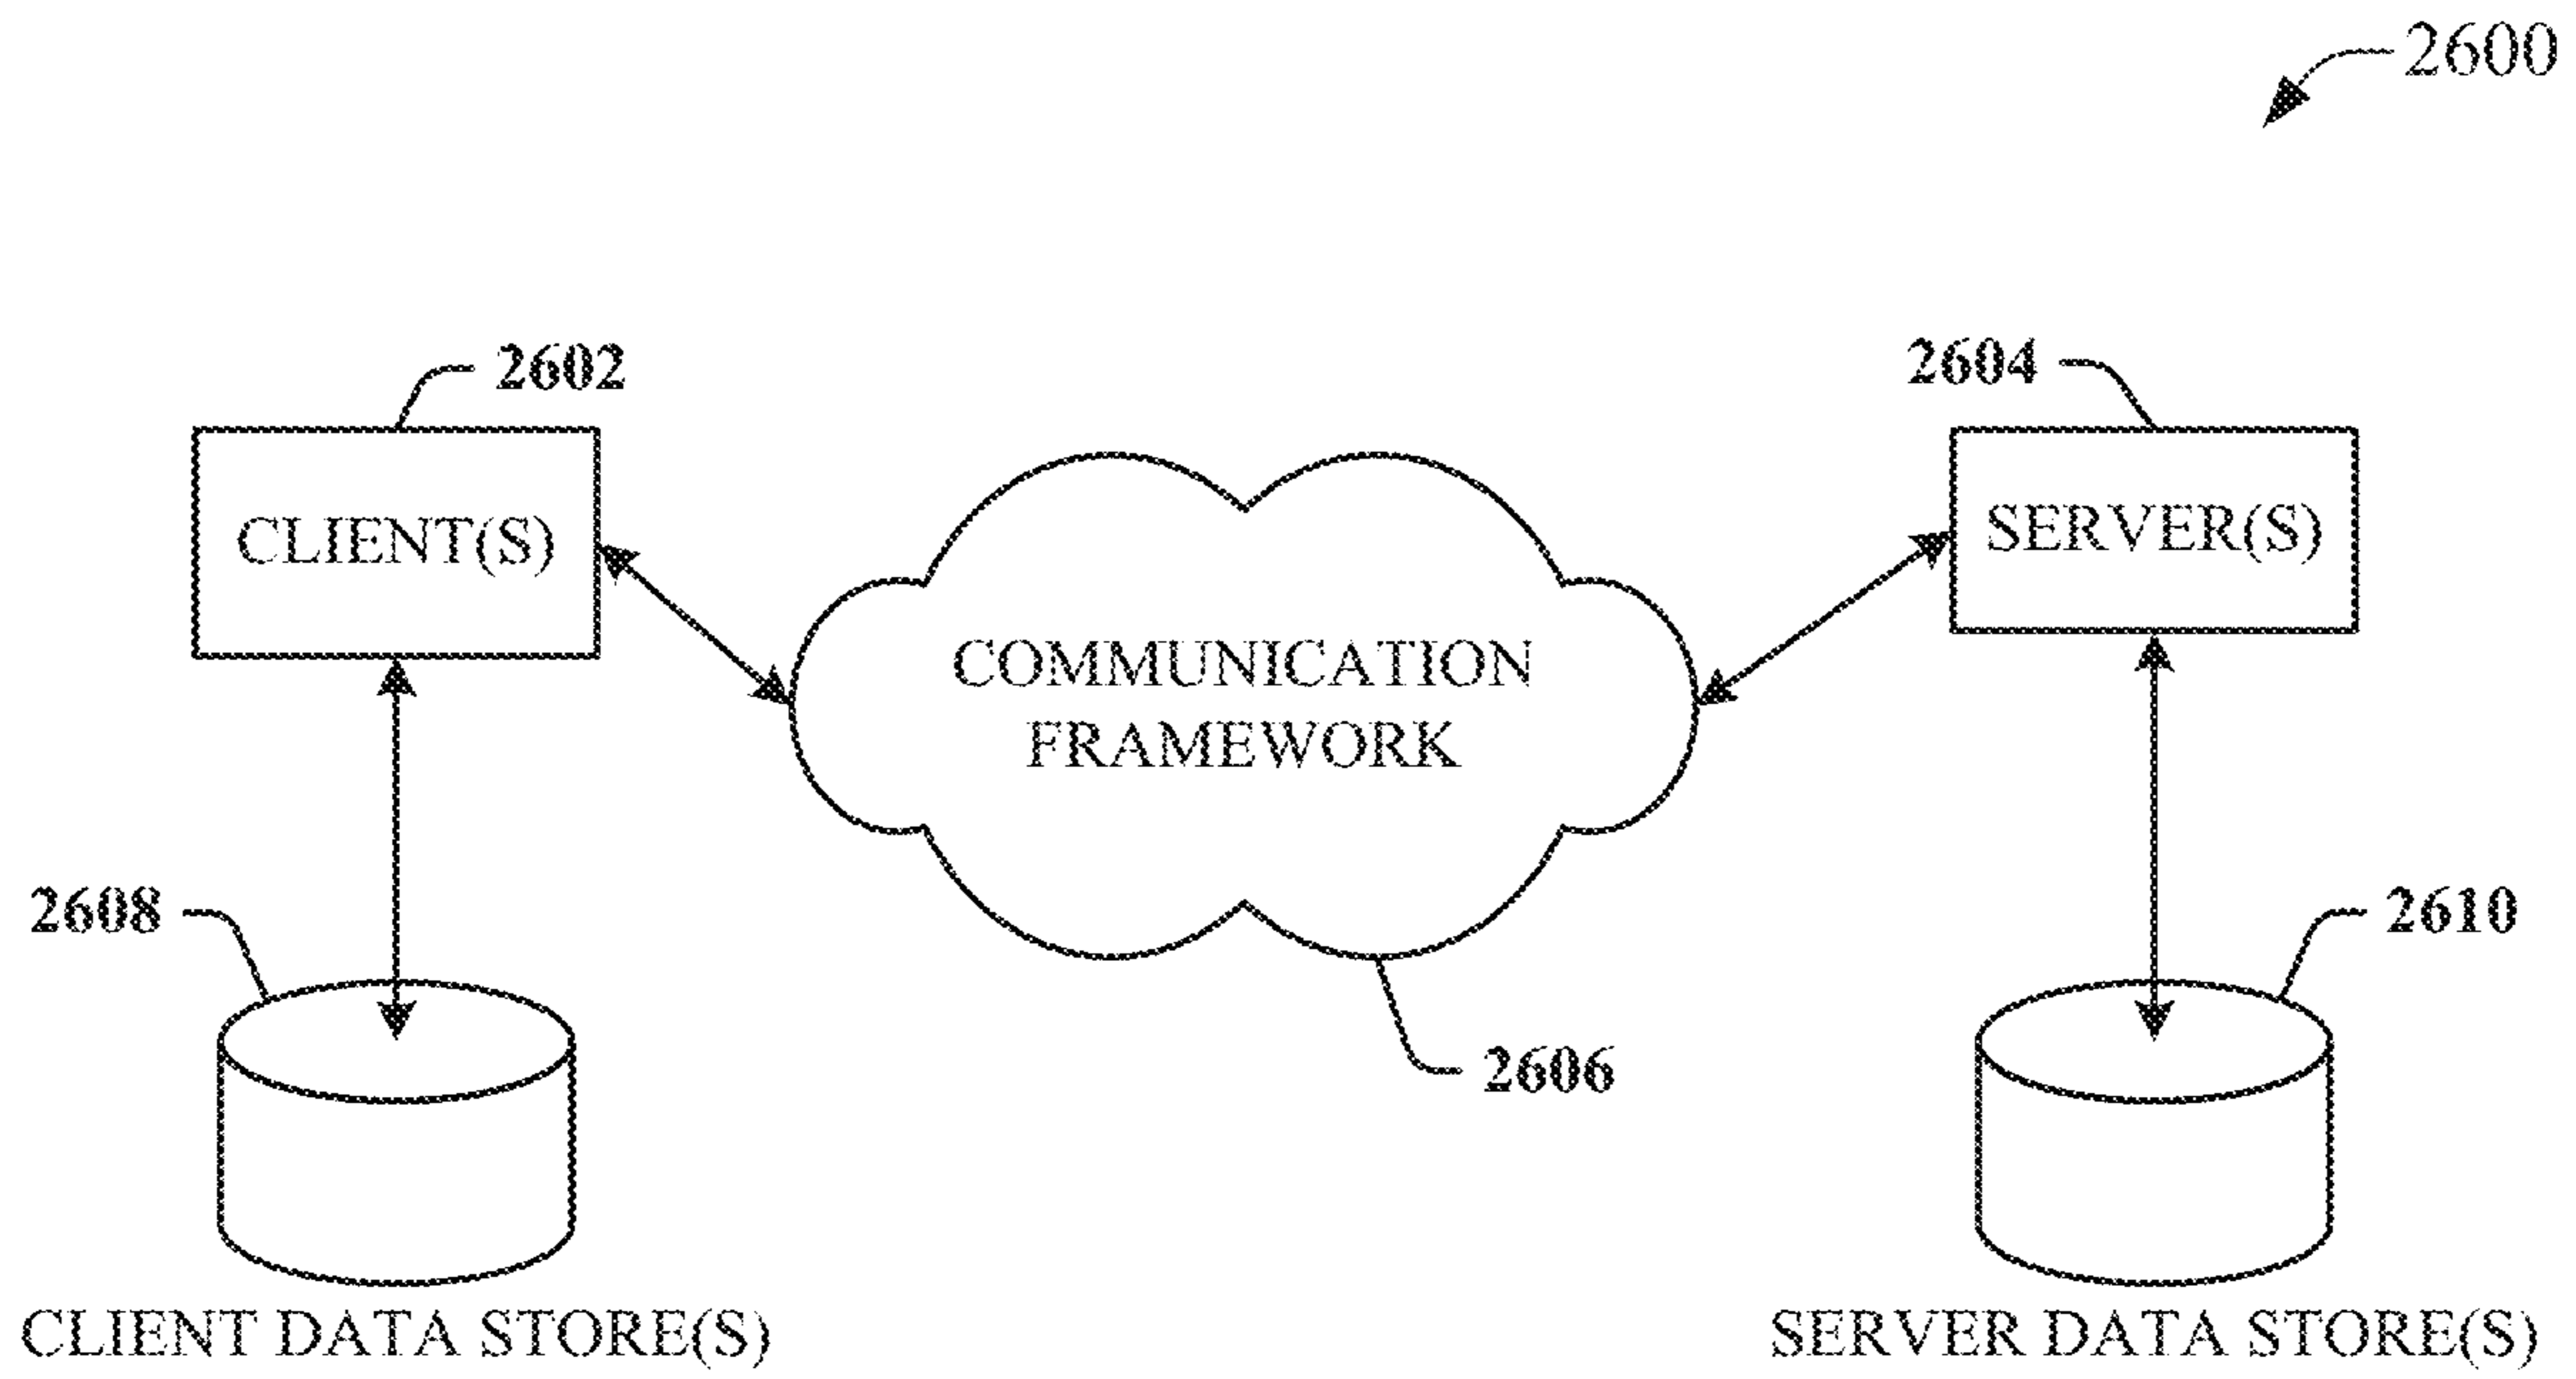 2600
2602
2604
CLIENT(S)
SERVER(S)
COMMUNICATION
FRAMEWORK
2608
2610
2606
CLIENT DATA STORE(S)
SERVER DATA STORE(S)